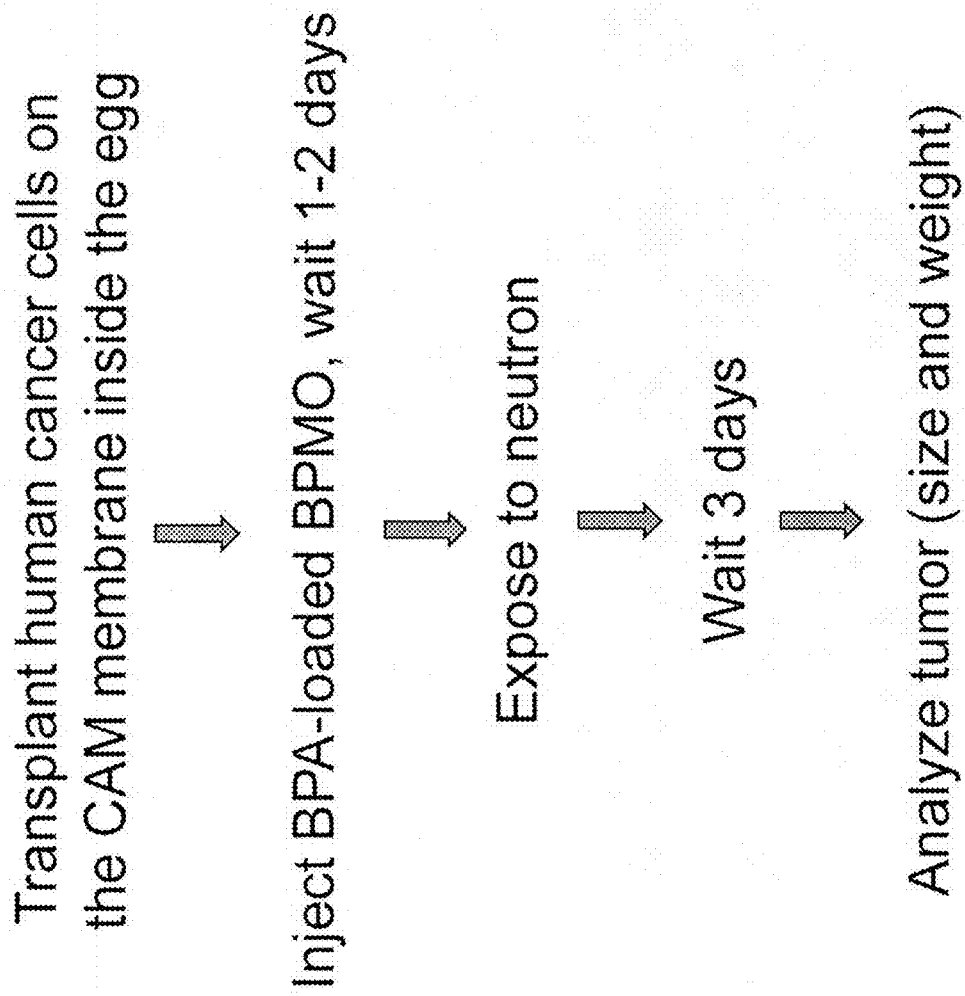 Transplant human cancer cells on
the CAM membrane inside the egg
Inject BPA-loaded BPMO, wait 1-2 days
Expose to neutron
Wait 3 days
Analyze tumor (size and weight)